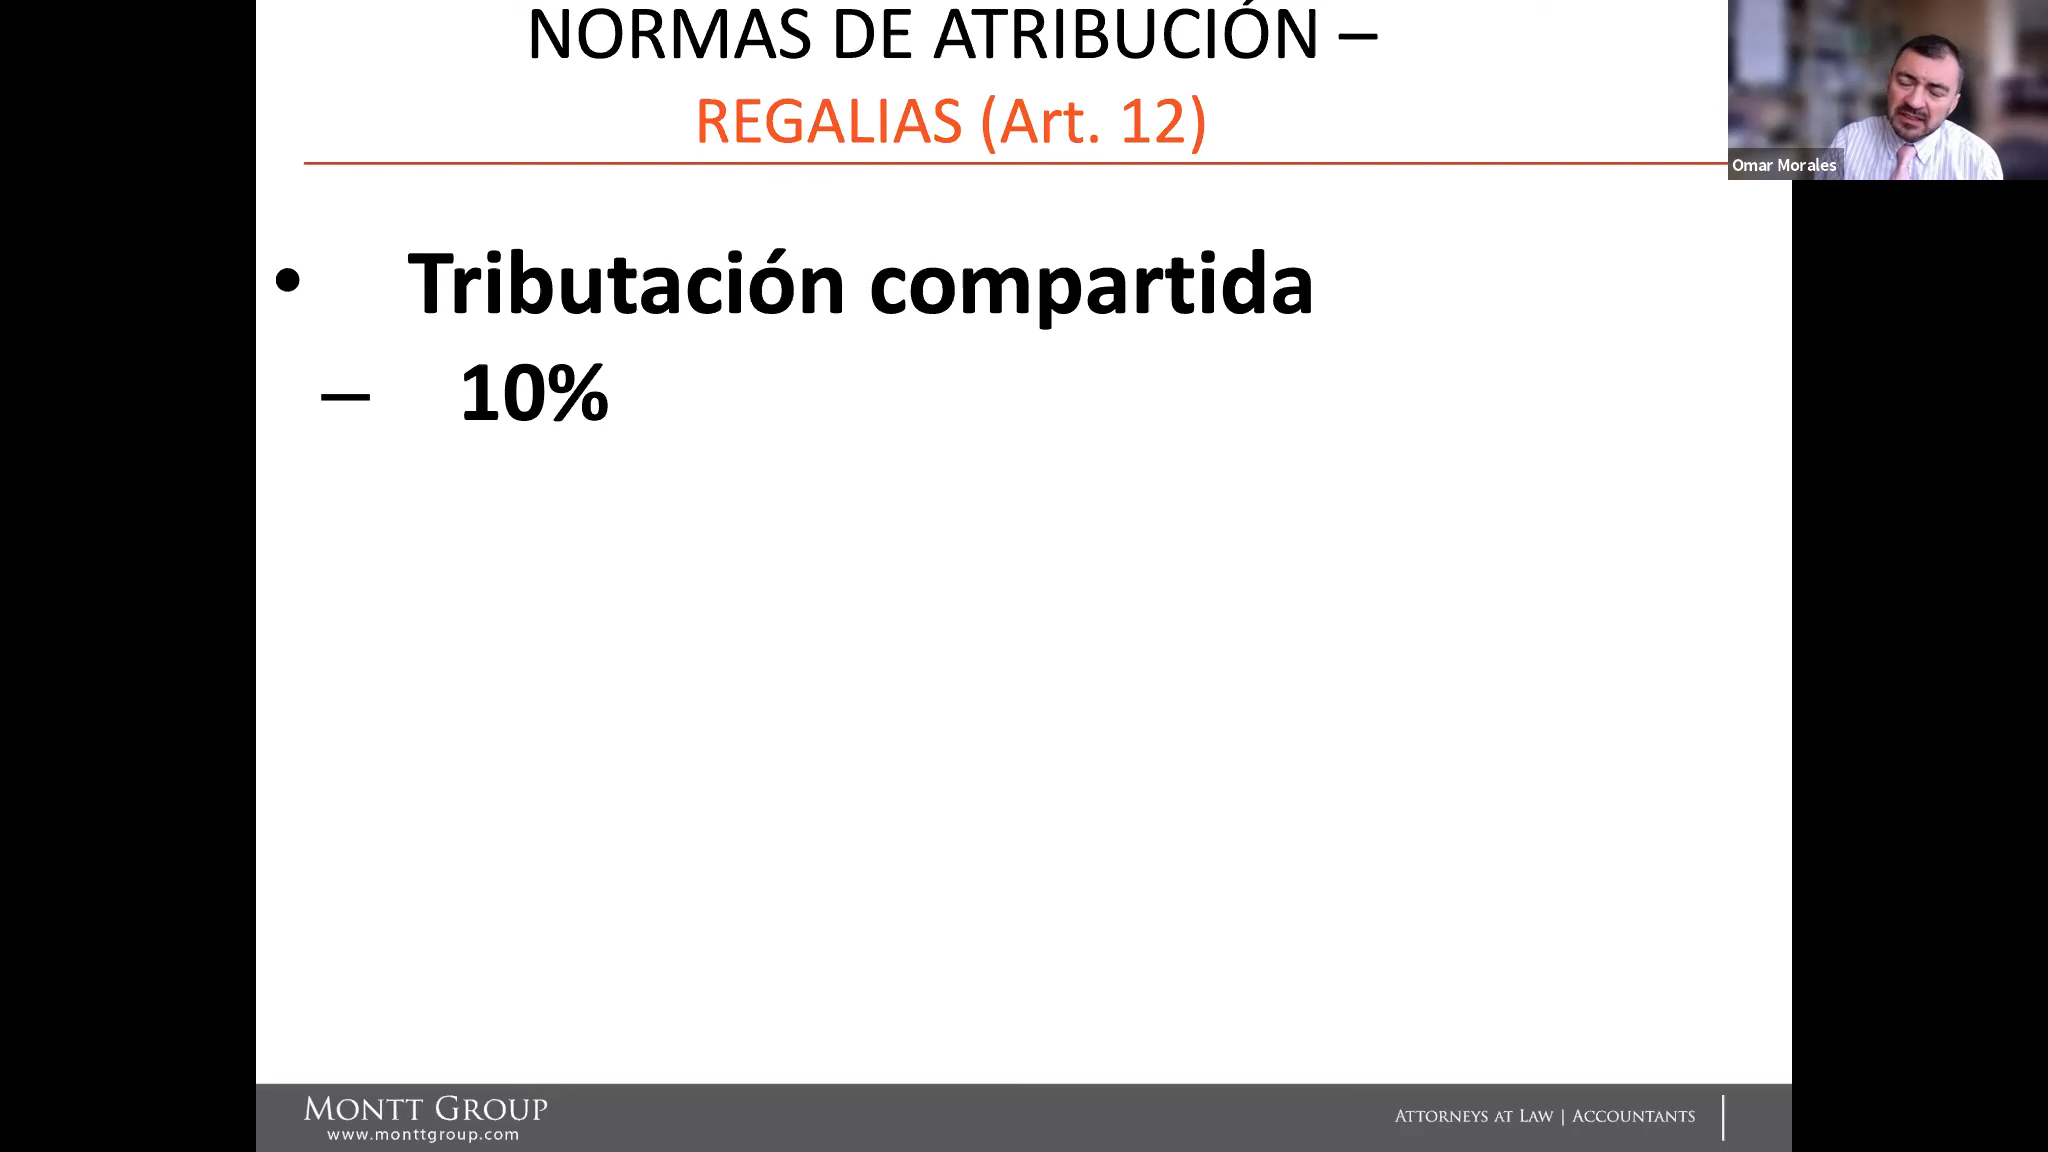 NORMAS DE ATRIBUCIÓN –
REGALIAS (Art. 12)
Omar Morales
• Tributación compartida
– 10%
MONTT GROUP
www.monttgroup.com
ATTORNEYS AT LAW | ACCOUNTANTS